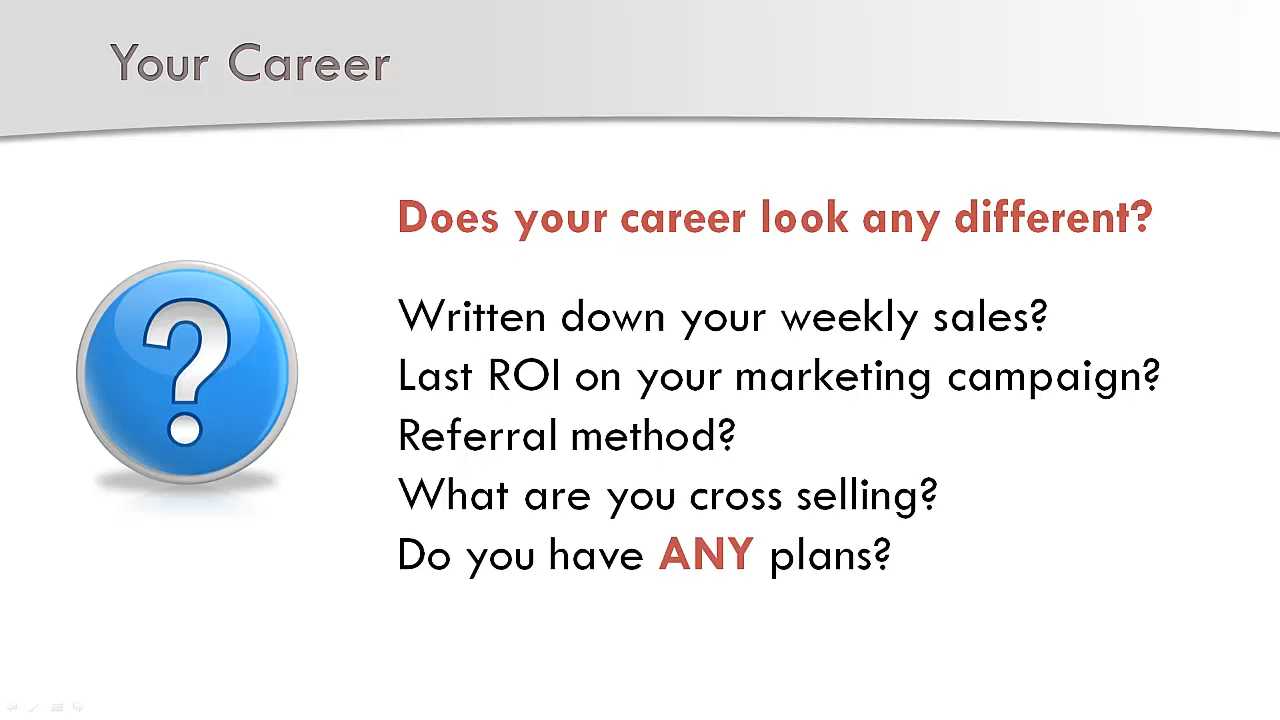 Your Career
Does your career look any different?
Written down your weekly sales?
Last ROI on your marketing campaign?
Referral method?
What are you cross selling?
Do you have ANY plans?